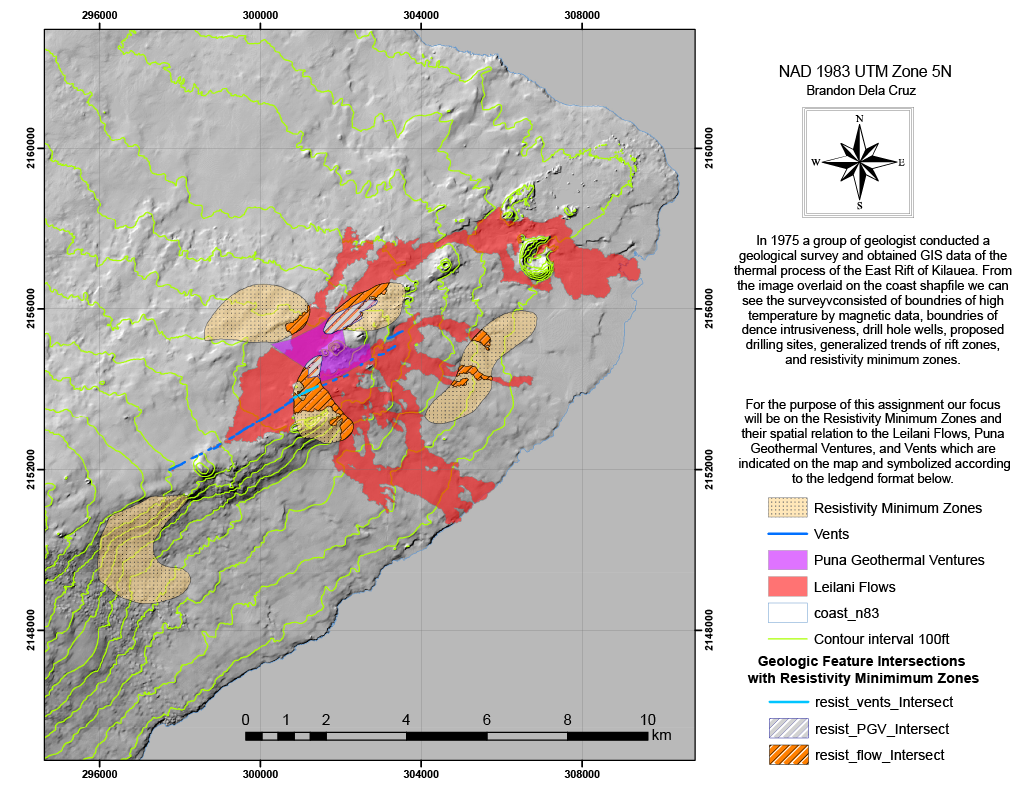 296000 300000 304000 308000
2160000
2156000
2152000
2148000
2160000
2156000
2152000
2148000
0 1 2 4 6 8 10
km
296000 300000 304000 308000
NAD 1983 UTM Zone 5N
Brandon Dela Cruz
N
W E
S
In 1975 a group of geologist conducted a
geological survey and obtained GIS data of the
thermal process of the East Rift of Kilauea. From
the image overlaid on the coast shapfile we can
see the surveyvconsisted of boundries of high
temperature by magnetic data, boundries of
dence intrusiveness, drill hole wells, proposed
drilling sites, generalized trends of rift zones,
and resistivity minimum zones.
For the purpose of this assignment our focus
will be on the Resistivity Minimum Zones and
their spatial relation to the Leilani Flows, Puna
Geothermal Ventures, and Vents which are
indicated on the map and symbolized according
to the ledgend format below.
Resistivity Minimum Zones
Vents
Puna Geothermal Ventures
Leilani Flows
coast_n83
Contour interval 100ft
Geologic Feature Intersections
with Resistivity Minimimum Zones
resist_vents_Intersect
resist_PGV_Intersect
resist_flow_Intersect